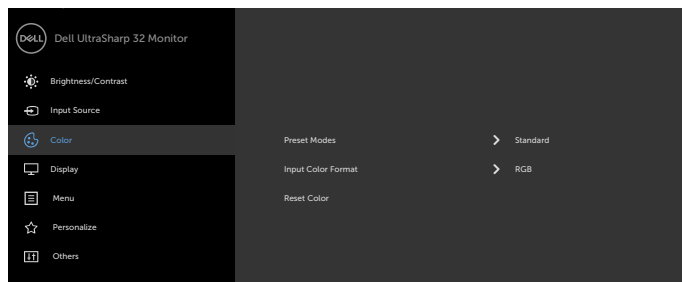 DELL
Dell UltraSharp 32 Monitor
Brightness/Contrast
Input Source
Color
Preset Modes
Standard
Display
Input Color Format
RGB
Menu
Reset Color
Personalize
Others